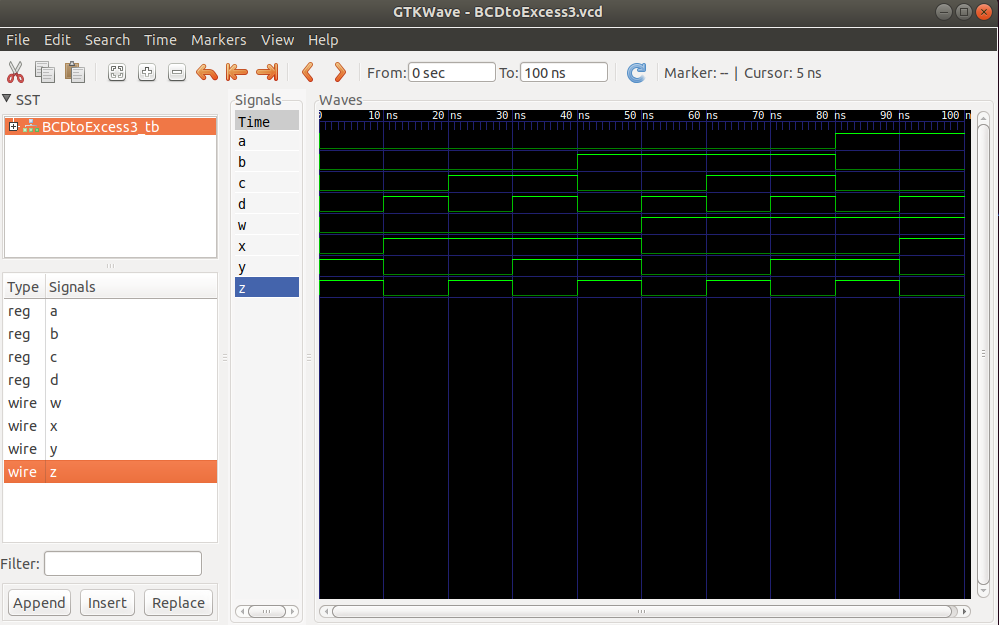 GTKWave - BCDtoExcess3.vcd
File Edit Search Time Markers View Help
From: 0 sec To: 100 ns Marker: -- | Cursor: 5 ns
SST
BCDtoExcess3_tb
Type Signals
reg a
reg b
reg c
reg d
wire w
wire x
wire y
wire z
Filter:
Append Insert Replace
Signals
Time
a
b
c
d
w
x
y
z
Waves
0 10 ns 20 ns 30 ns 40 ns 50 ns 60 ns 70 ns 80 ns 90 ns 100 n